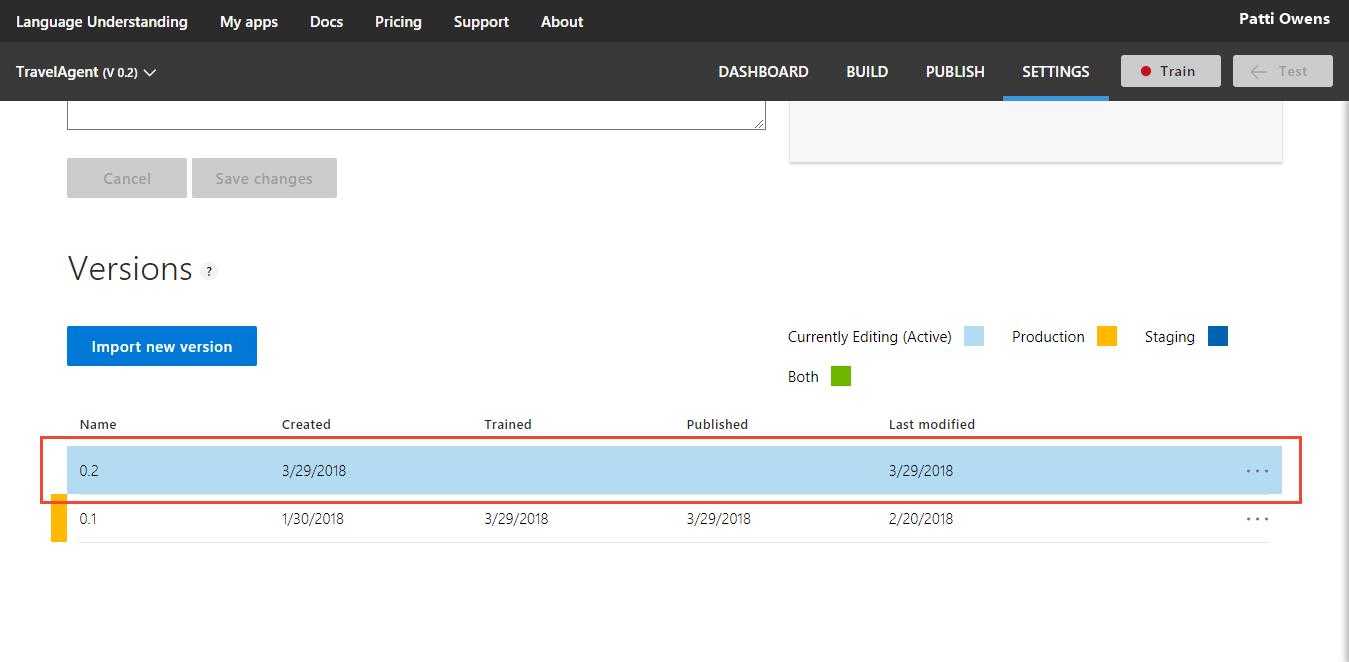 Language Understanding My apps Docs Pricing Support About Patti Owens
TravelAgent (V 0.2) DASHBOARD BUILD PUBLISH SETTINGS Train Test
Cancel Save changes
Versions ?
Import new version
Currently Editing (Active) Production Staging
Both
Name Created Trained Published Last modified
0.2 3/29/2018 3/29/2018 ...
0.1 1/30/2018 3/29/2018 3/29/2018 2/20/2018 ...